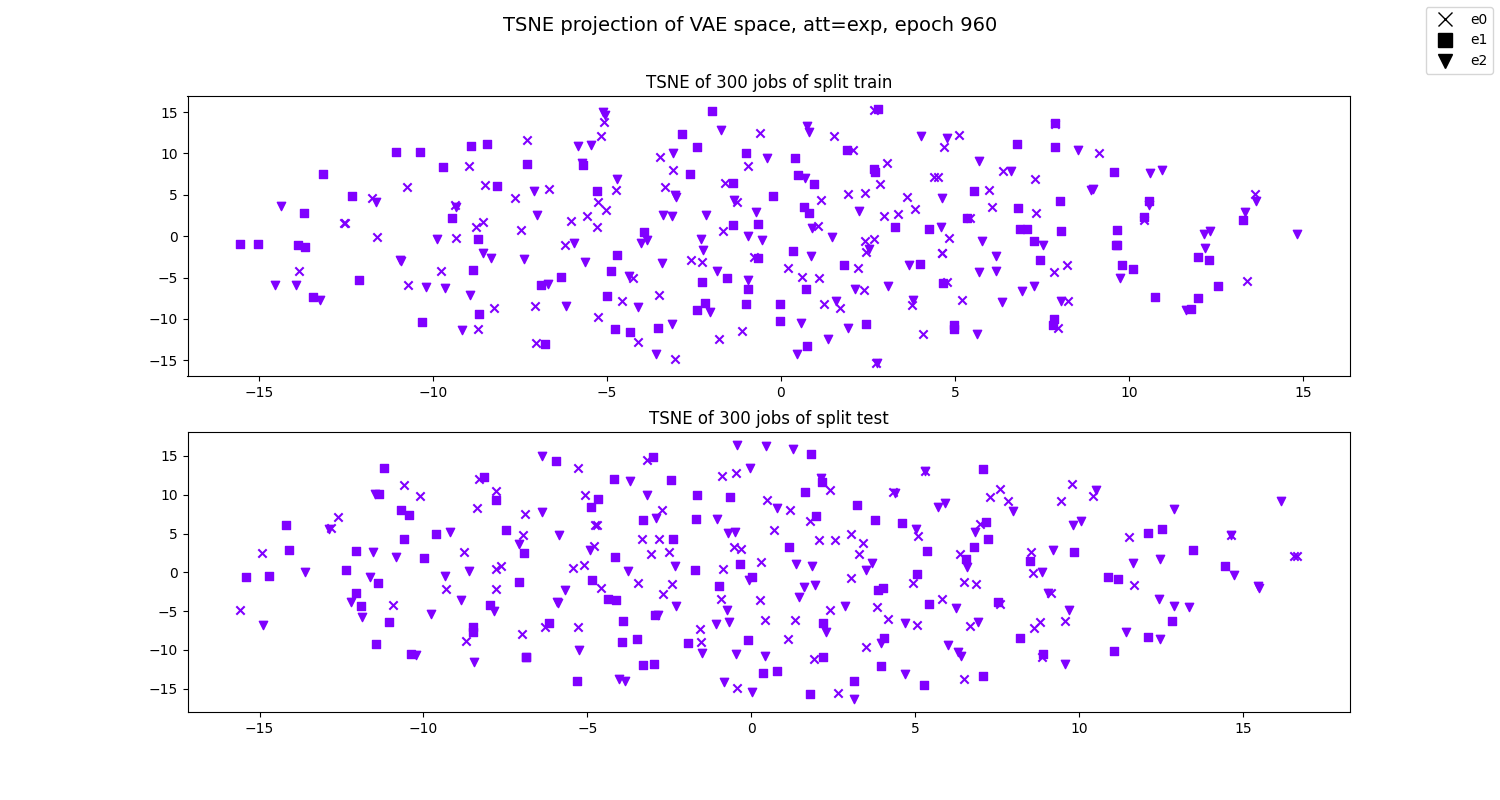 TSNE projection of VAE space, att=exp, epoch 960
e0
e1
e2
TSNE of 300 jobs of split train
15
10
5
0
−5
−10
−15
−15 −10 −5 0 5 10 15
TSNE of 300 jobs of split test
15
10
5
0
−5
−10
−15
−15 −10 −5 0 5 10 15